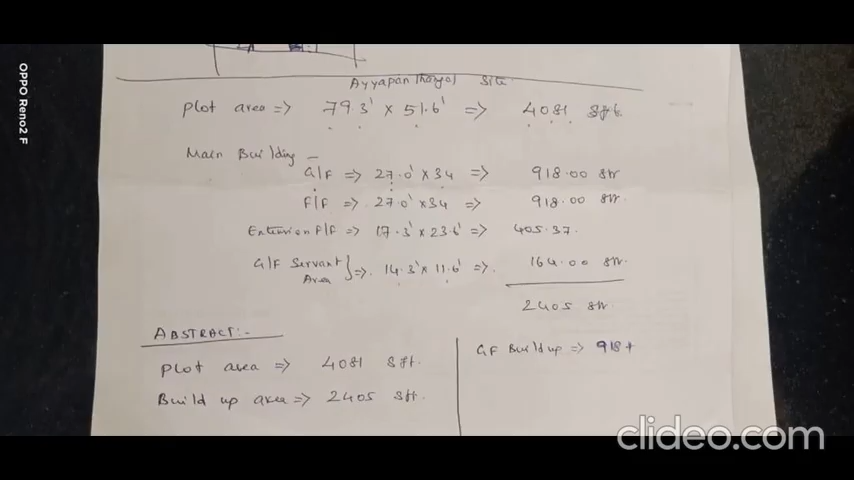 OPPO Reno2 F
Ayyapanthangal Site
Plot area => 79.3' x 51.6' => 4081 Sft.
Main Building
G/F => 27.0' x 34 => 918.00 Sft
F/F => 27.0' x 34 => 918.00 Sft.
Extension F/F => 17.3' x 23.6' => 405.37.
G/F Servant Area } => 14.3' x 11.6' => 164.00 Sft.
2405 Sft.
ABSTRACT:-
Plot area => 4081 Sft.
Build up area => 2405 Sft.
GF Build up => 918 +
clideo.com